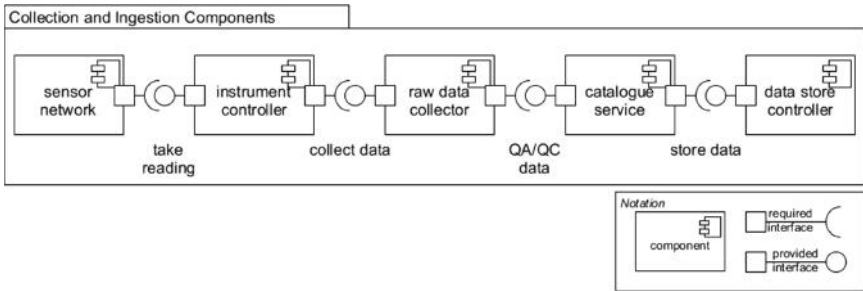 Collection and Ingestion Components
sensor
network
instrument
controller
raw data
collector
catalogue
service
data store
controller
take
reading
collect data
QA/QC
data
store data
Notation
component
required
interface
provided
interface